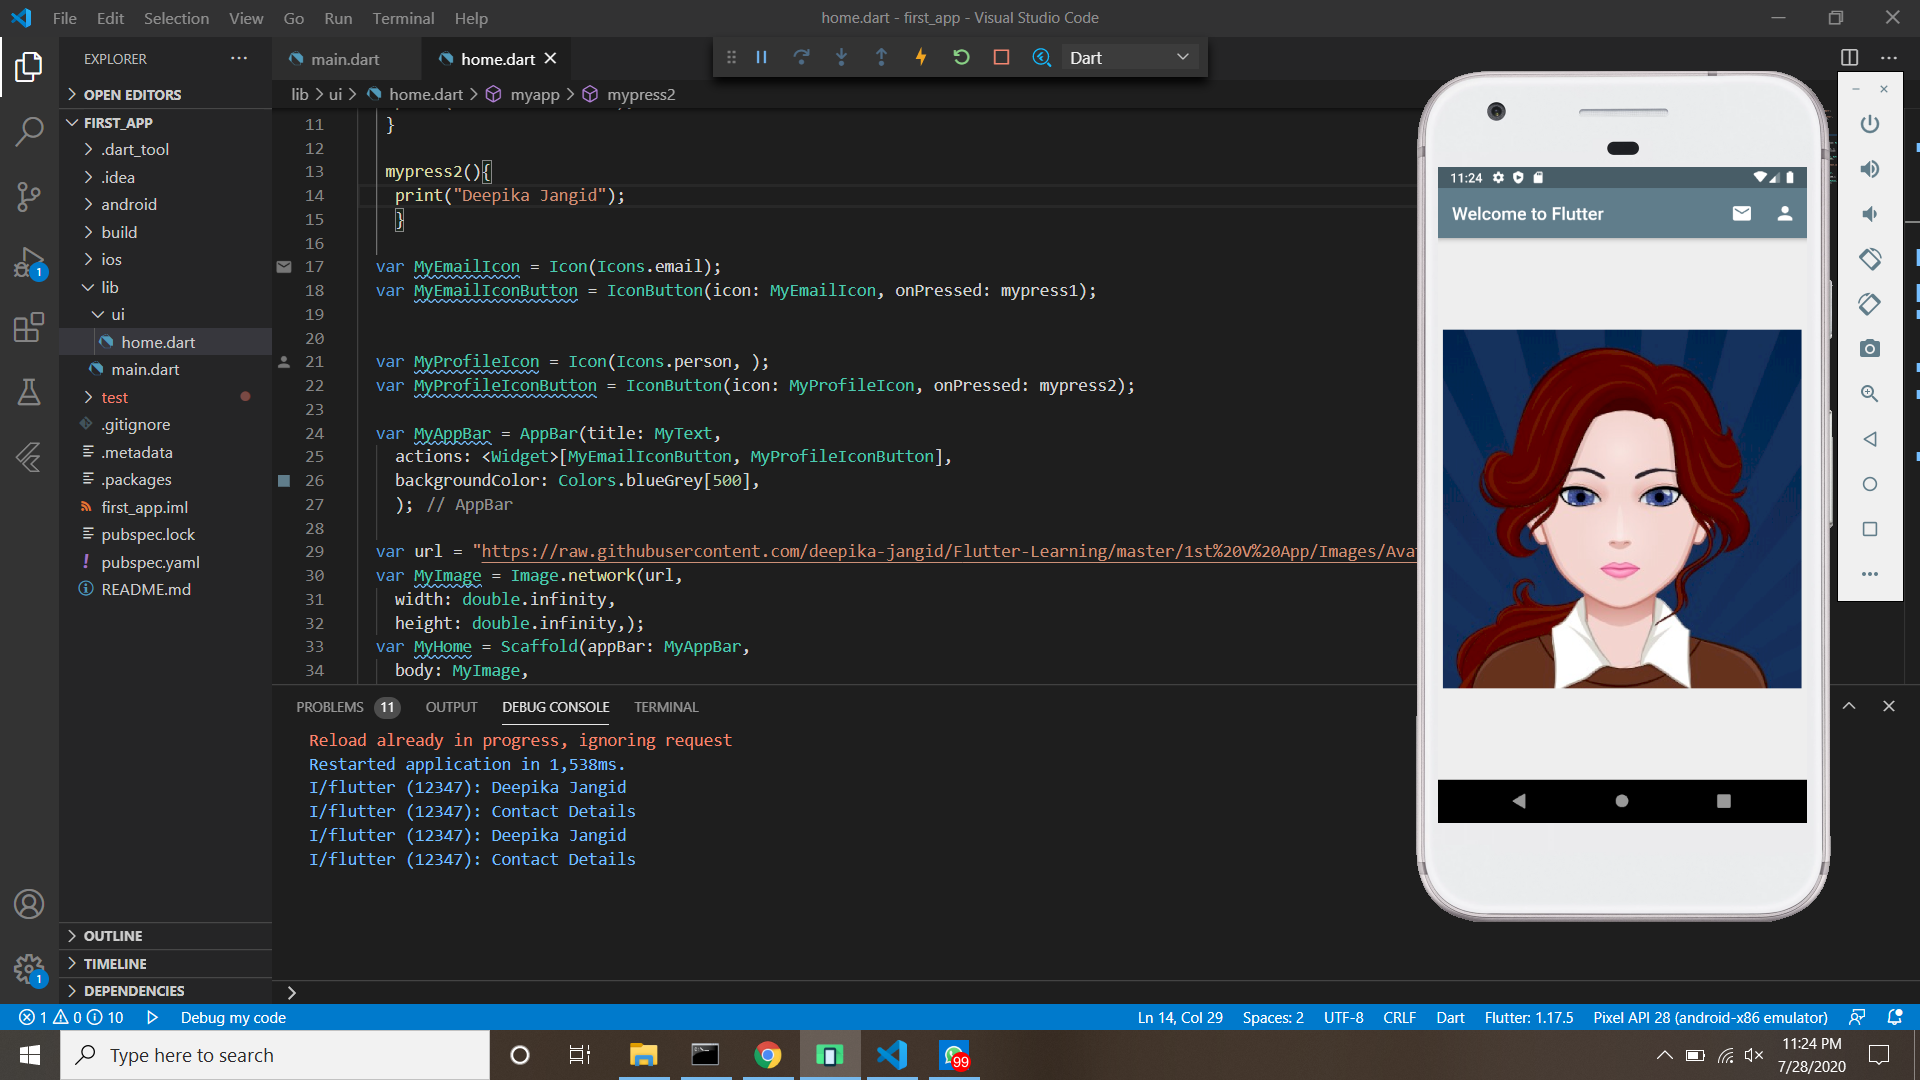 File Edit Selection View Go Run Terminal Help
home.dart - first_app - Visual Studio Code
EXPLORER
OPEN EDITORS
FIRST_APP
.dart_tool
.idea
android
build
ios
lib
ui
home.dart
main.dart
test
.gitignore
.metadata
.packages
first_app.iml
pubspec.lock
pubspec.yaml
README.md
OUTLINE
TIMELINE
DEPENDENCIES
main.dart home.dart
Dart
lib > ui > home.dart > myapp > mypress2
11 }
12
13 mypress2(){
14 print("Deepika Jangid");
15 }
16
17 var MyEmailIcon = Icon(Icons.email);
18 var MyEmailIconButton = IconButton(icon: MyEmailIcon, onPressed: mypress1);
19
20
21 var MyProfileIcon = Icon(Icons.person, );
22 var MyProfileIconButton = IconButton(icon: MyProfileIcon, onPressed: mypress2);
23
24 var MyAppBar = AppBar(title: MyText,
25 actions: <Widget>[MyEmailIconButton, MyProfileIconButton],
26 backgroundColor: Colors.blueGrey[500],
27 ); // AppBar
28
29 var url = "https://raw.githubusercontent.com/deepika-jangid/Flutter-Learning/master/1st%20V%20App/Images/Ava
30 var MyImage = Image.network(url,
31 width: double.infinity,
32 height: double.infinity,);
33 var MyHome = Scaffold(appBar: MyAppBar,
34 body: MyImage,
PROBLEMS 11 OUTPUT DEBUG CONSOLE TERMINAL
Reload already in progress, ignoring request
Restarted application in 1,538ms.
I/flutter (12347): Deepika Jangid
I/flutter (12347): Contact Details
I/flutter (12347): Deepika Jangid
I/flutter (12347): Contact Details
11:24
Welcome to Flutter
1
1
1 0 10 Debug my code
Ln 14, Col 29 Spaces: 2 UTF-8 CRLF Dart Flutter: 1.17.5 Pixel API 28 (android-x86 emulator)
Type here to search
99
11:24 PM
7/28/2020